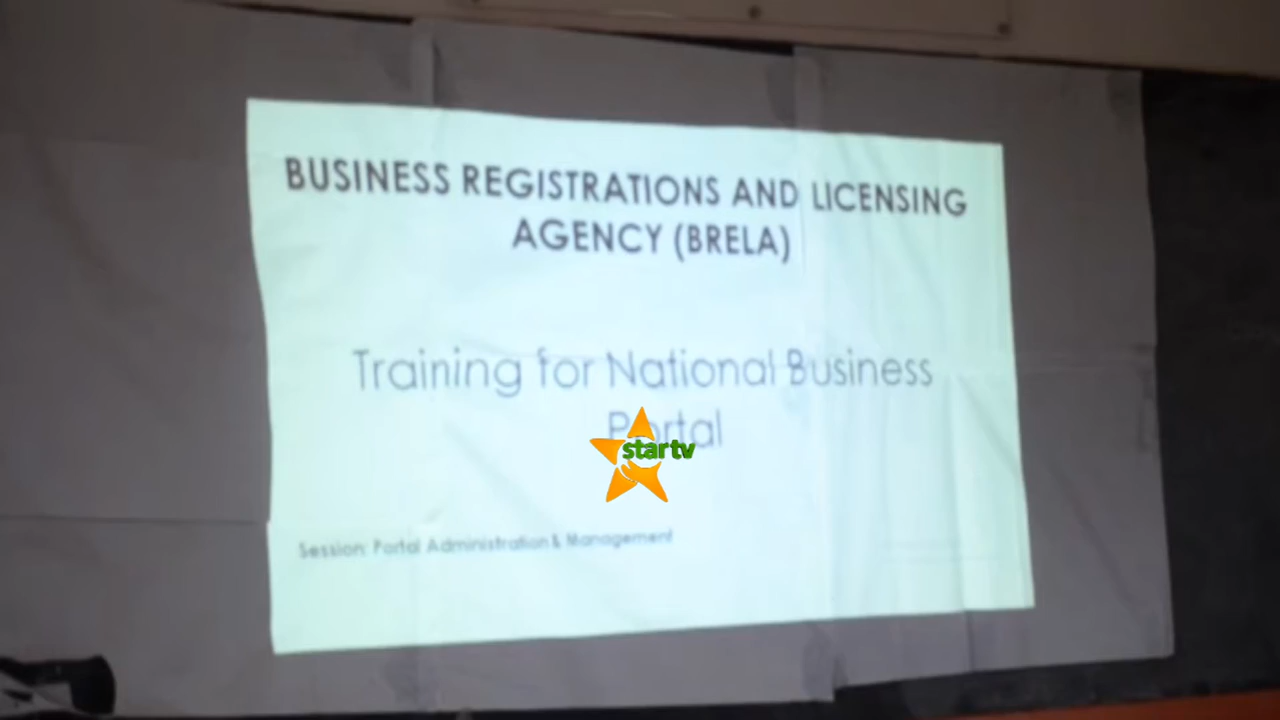 BUSINESS REGISTRATIONS AND LICENSING
AGENCY (BRELA)
Training for National Business
Portal
startv
Session: Portal Administration & Management